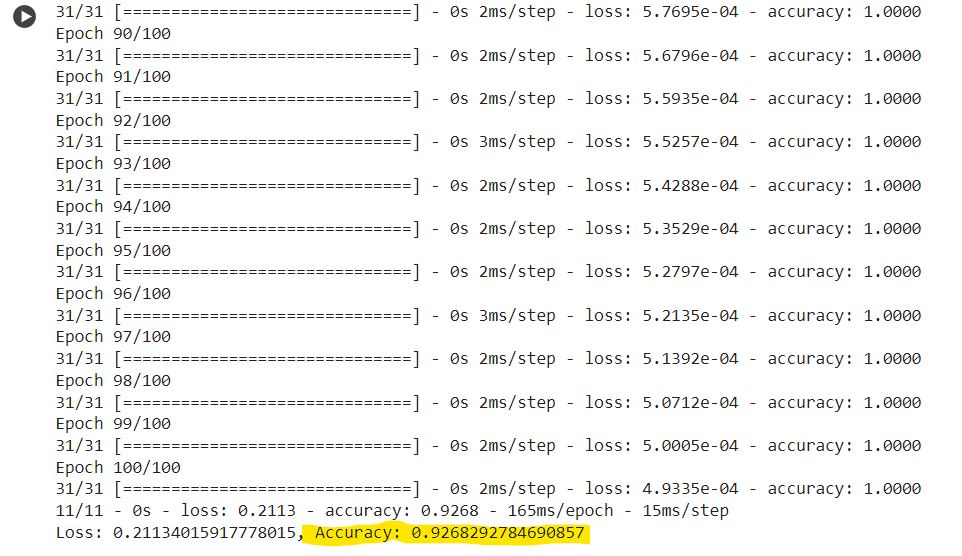 31/31 [==============================] - 0s 2ms/step - loss: 5.7695e-04 - accuracy: 1.0000
Epoch 90/100
31/31 [==============================] - 0s 2ms/step - loss: 5.6796e-04 - accuracy: 1.0000
Epoch 91/100
31/31 [==============================] - 0s 2ms/step - loss: 5.5935e-04 - accuracy: 1.0000
Epoch 92/100
31/31 [==============================] - 0s 3ms/step - loss: 5.5257e-04 - accuracy: 1.0000
Epoch 93/100
31/31 [==============================] - 0s 2ms/step - loss: 5.4288e-04 - accuracy: 1.0000
Epoch 94/100
31/31 [==============================] - 0s 2ms/step - loss: 5.3529e-04 - accuracy: 1.0000
Epoch 95/100
31/31 [==============================] - 0s 2ms/step - loss: 5.2797e-04 - accuracy: 1.0000
Epoch 96/100
31/31 [==============================] - 0s 3ms/step - loss: 5.2135e-04 - accuracy: 1.0000
Epoch 97/100
31/31 [==============================] - 0s 2ms/step - loss: 5.1392e-04 - accuracy: 1.0000
Epoch 98/100
31/31 [==============================] - 0s 2ms/step - loss: 5.0712e-04 - accuracy: 1.0000
Epoch 99/100
31/31 [==============================] - 0s 2ms/step - loss: 5.0005e-04 - accuracy: 1.0000
Epoch 100/100
31/31 [==============================] - 0s 2ms/step - loss: 4.9335e-04 - accuracy: 1.0000
11/11 - 0s - loss: 0.2113 - accuracy: 0.9268 - 165ms/epoch - 15ms/step
Loss: 0.21134015917778015, Accuracy: 0.9268292784690857